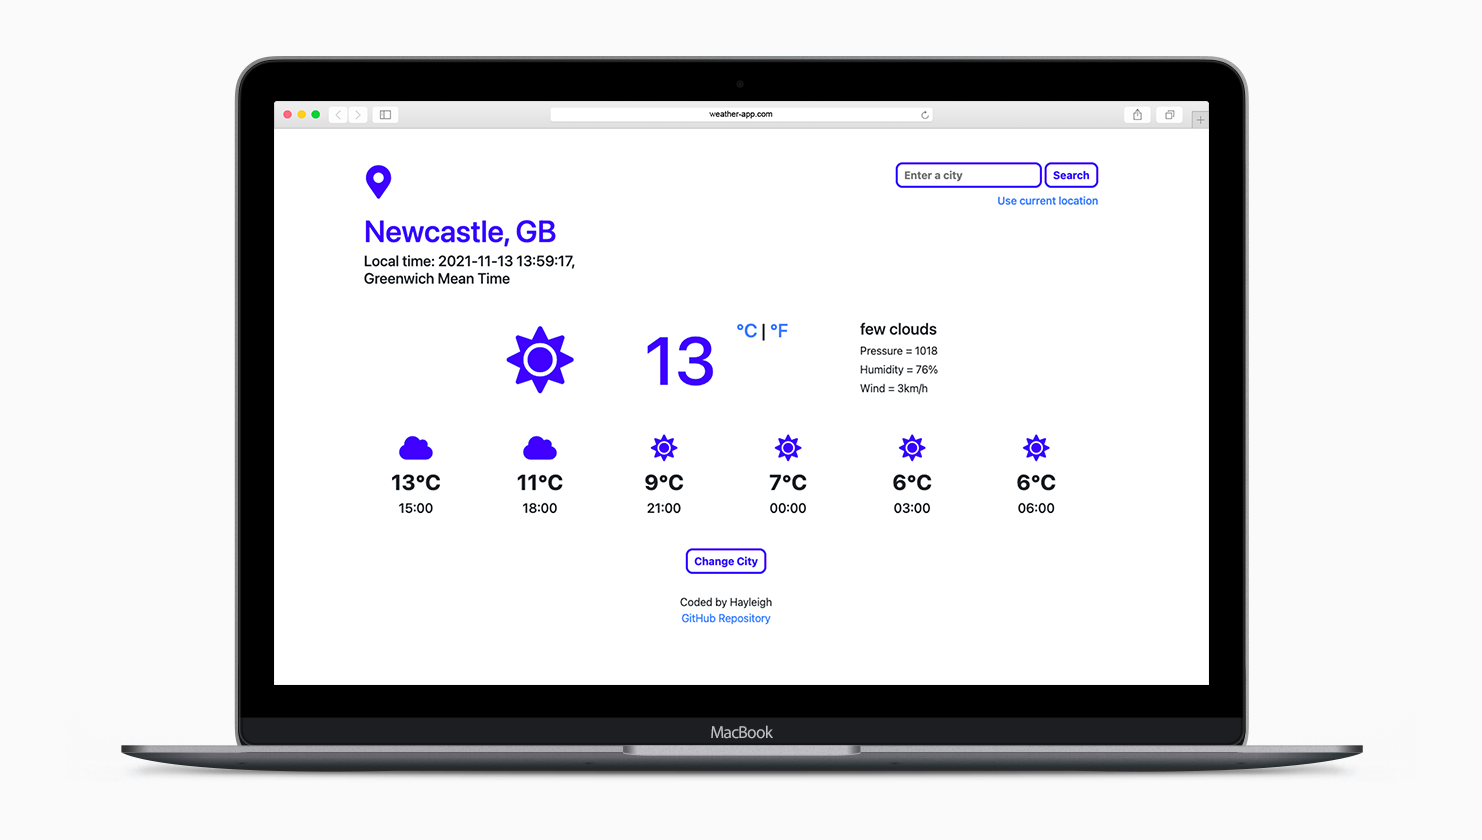 weather-app.com
Enter a city
Search
Use current location
Newcastle, GB
Local time: 2021-11-13 13:59:17,
Greenwich Mean Time
13
°C | °F
few clouds
Pressure = 1018
Humidity = 76%
Wind = 3km/h
13°C 11°C 9°C 7°C 6°C 6°C
15:00 18:00 21:00 00:00 03:00 06:00
Change City
Coded by Hayleigh
GitHub Repository
MacBook